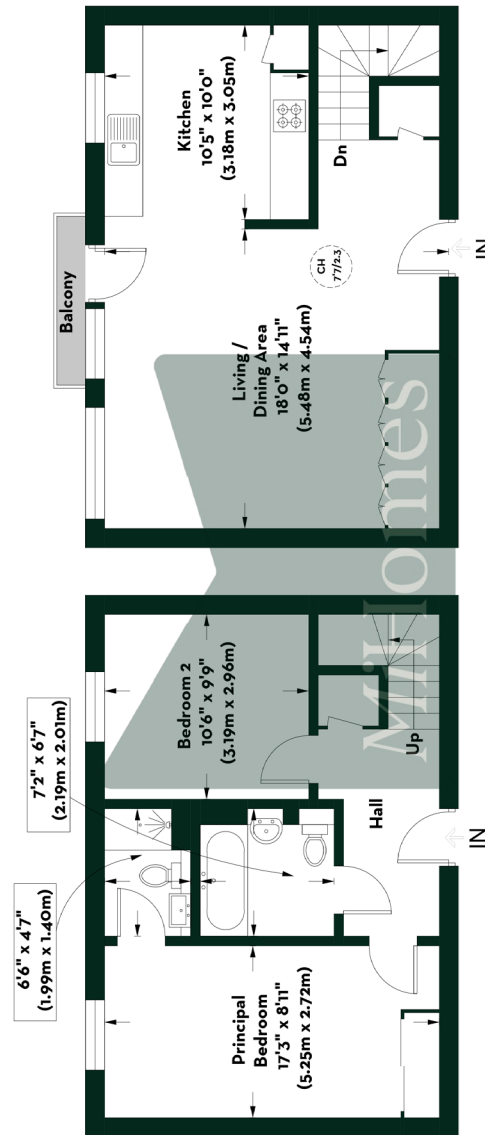 6'6" x 4'7"
(1.99m x 1.40m)
7'2" x 6'7"
(2.19m x 2.01m)
Principal
Bedroom
17'3" x 8'11"
(5.25m x 2.72m)
Bedroom 2
10'6" x 9'9"
(3.19m x 2.96m)
Hall
Up
IN
Balcony
Living /
Dining Area
18'0" x 14'11"
(5.48m x 4.54m)
Kitchen
10'5" x 10'0"
(3.18m x 3.05m)
CH
7'7/2.3
Dn
IN
MiHomes